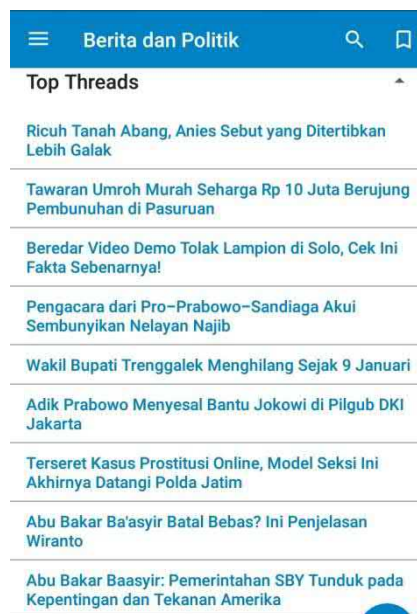 Berita dan Politik
Top Threads
Ricuh Tanah Abang, Anies Sebut yang Ditertibkan
Lebih Galak
Tawaran Umroh Murah Seharga Rp 10 Juta Berujung
Pembunuhan di Pasuruan
Beredar Video Demo Tolak Lampion di Solo, Cek Ini
Fakta Sebenarnya!
Pengacara dari Pro-Prabowo-Sandiaga Akui
Sembunyikan Nelayan Najib
Wakil Bupati Trenggalek Menghilang Sejak 9 Januari
Adik Prabowo Menyesal Bantu Jokowi di Pilgub DKI
Jakarta
Terseret Kasus Prostitusi Online, Model Seksi Ini
Akhirnya Datangi Polda Jatim
Abu Bakar Ba'asyir Batal Bebas? Ini Penjelasan
Wiranto
Abu Bakar Baasyir: Pemerintahan SBY Tunduk pada
Kepentingan dan Tekanan Amerika